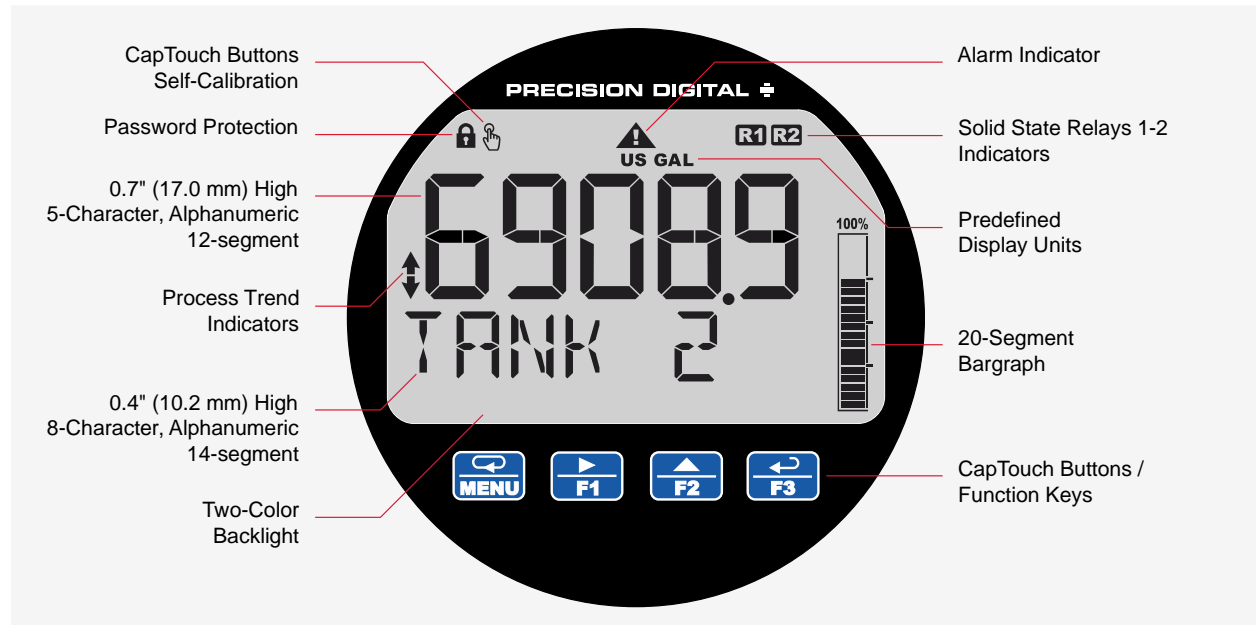 CapTouch Buttons
Self-Calibration
Password Protection
0.7" (17.0 mm) High
5-Character, Alphanumeric
12-segment
Process Trend
Indicators
0.4" (10.2 mm) High
8-Character, Alphanumeric
14-segment
Two-Color
Backlight
PRECISION DIGITAL
R1 R2
US GAL
6908.9
100%
TANK 2
MENU
F1
F2
F3
Alarm Indicator
Solid State Relays 1-2
Indicators
Predefined
Display Units
20-Segment
Bargraph
CapTouch Buttons /
Function Keys